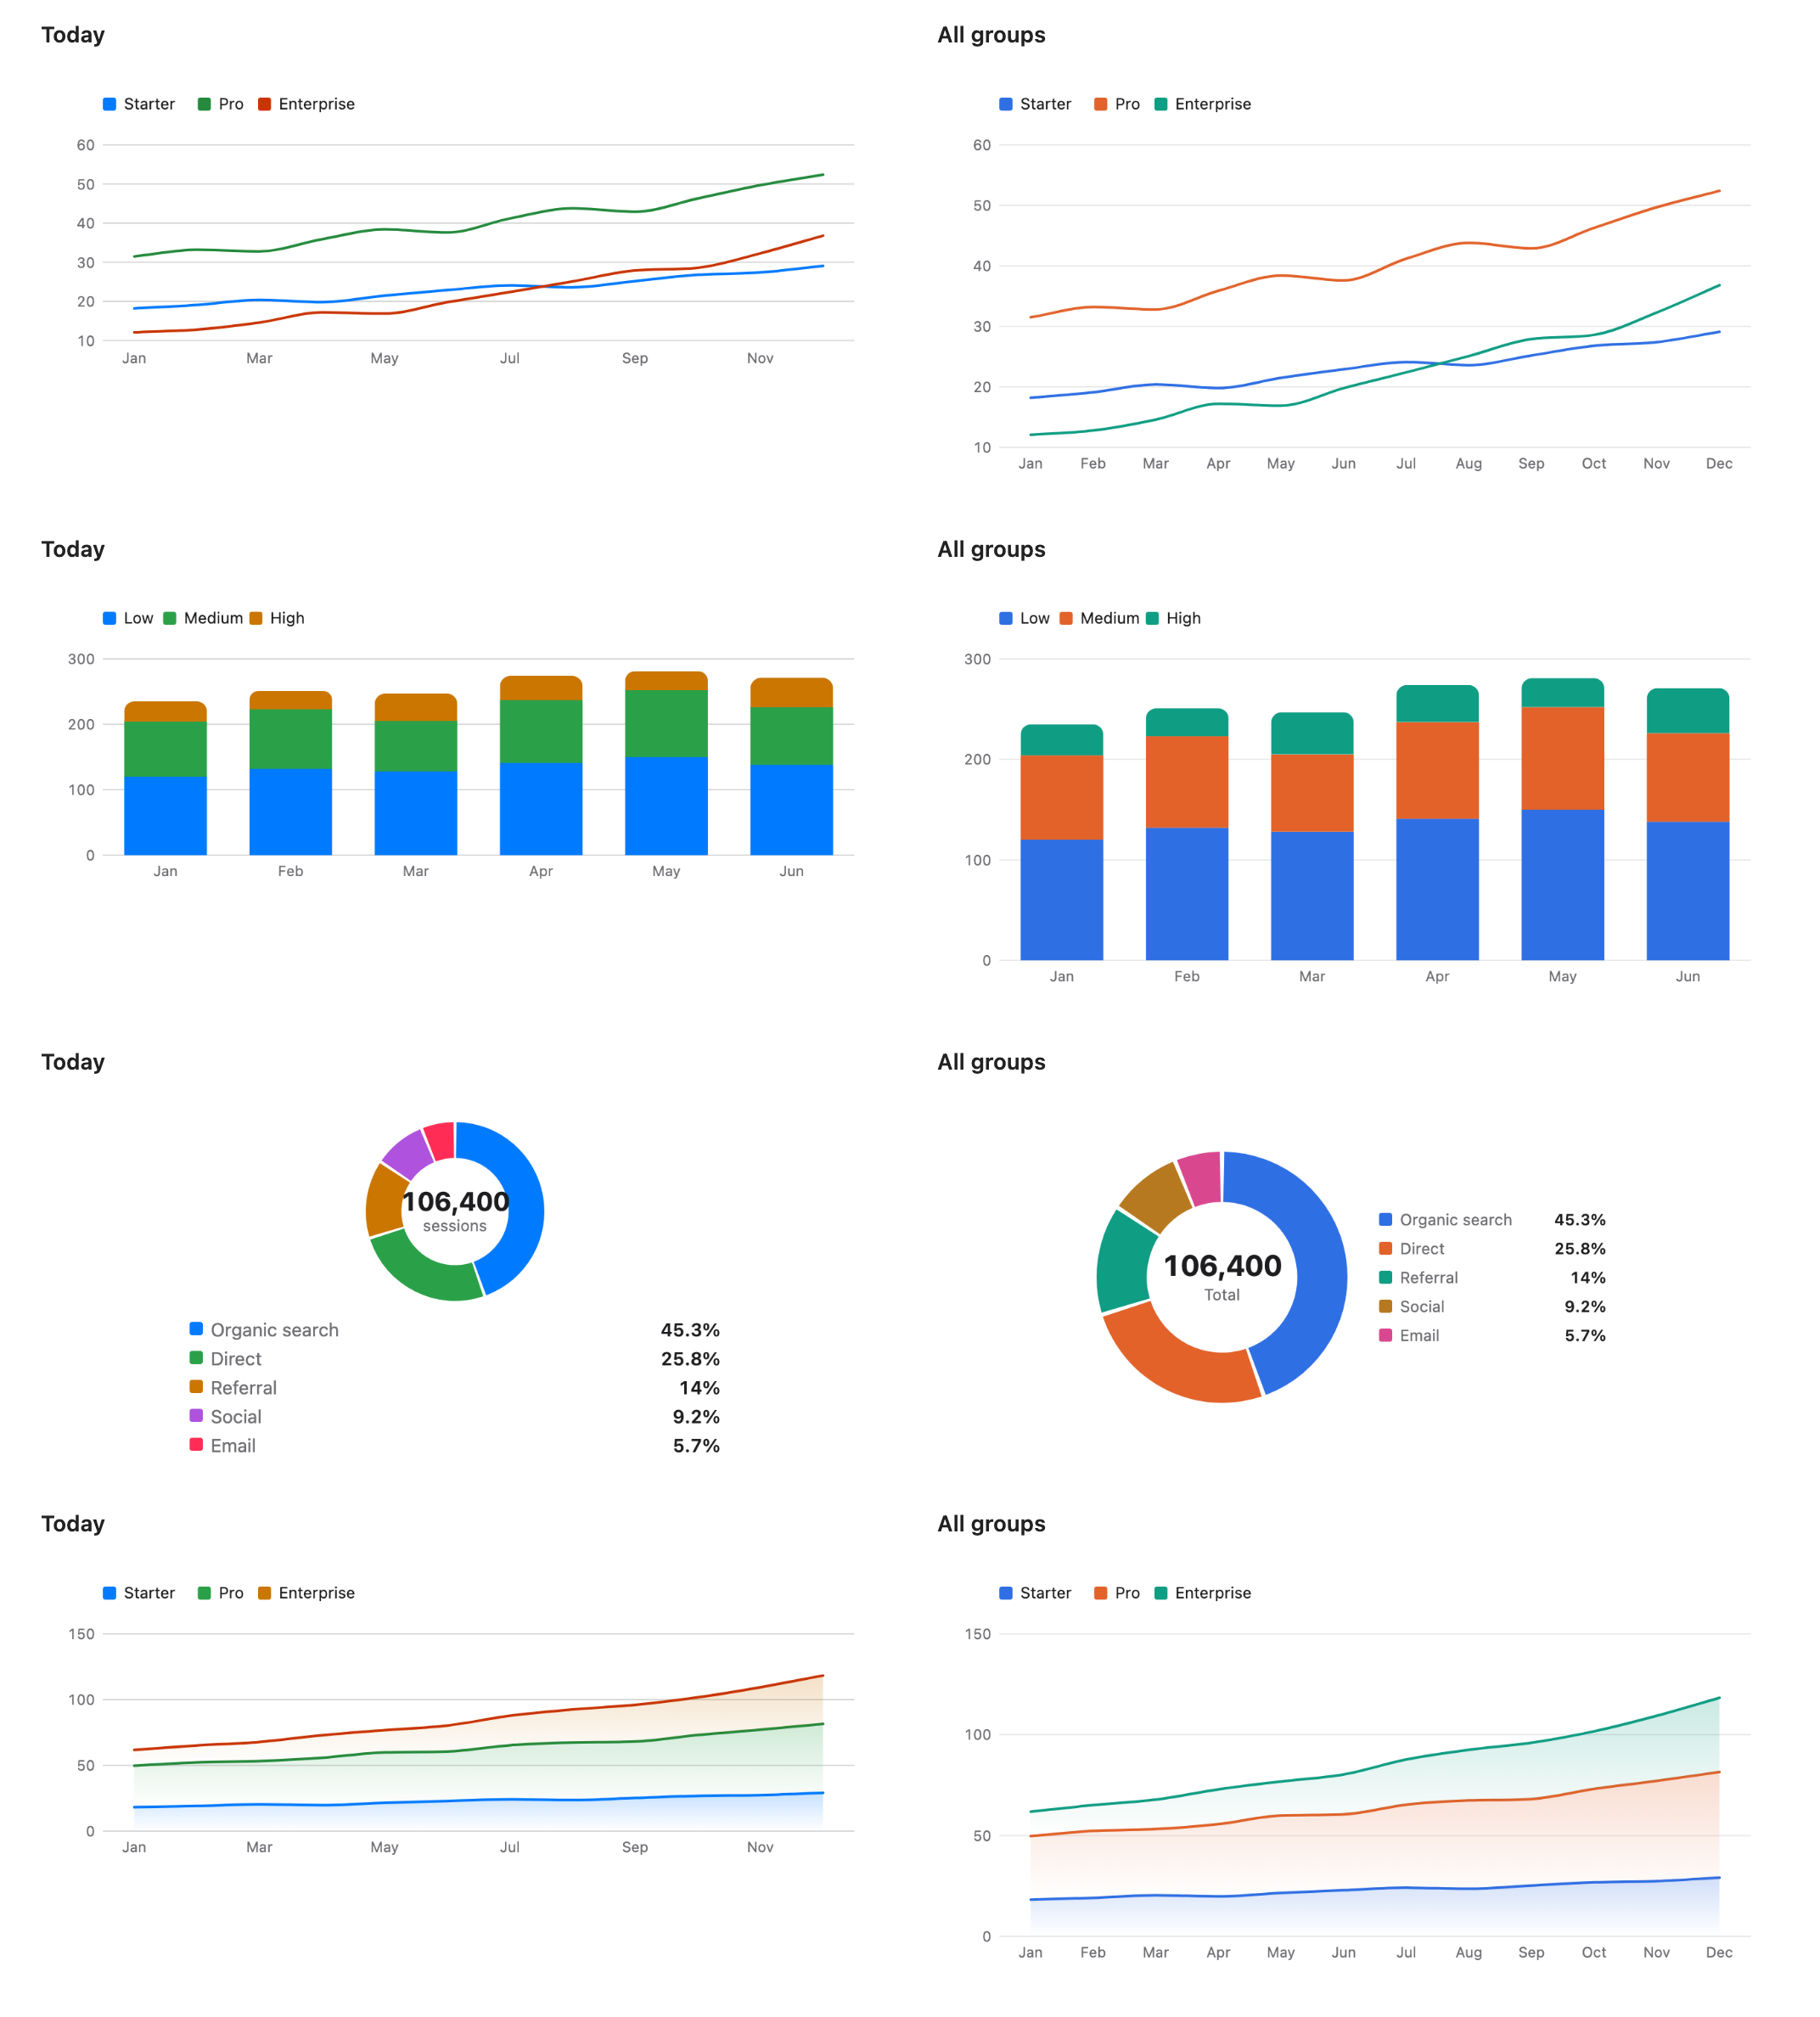 Today
Starter Pro Enterprise
60
50
40
30
20
10
Jan Mar May Jul Sep Nov
All groups
Starter Pro Enterprise
60
50
40
30
20
10
Jan Feb Mar Apr May Jun Jul Aug Sep Oct Nov Dec
Today
Low Medium High
300
200
100
0
Jan Feb Mar Apr May Jun
All groups
Low Medium High
300
200
100
0
Jan Feb Mar Apr May Jun
Today
106,400
sessions
Organic search 45.3%
Direct 25.8%
Referral 14%
Social 9.2%
Email 5.7%
All groups
106,400
Total
Organic search 45.3%
Direct 25.8%
Referral 14%
Social 9.2%
Email 5.7%
Today
Starter Pro Enterprise
150
100
50
0
Jan Mar May Jul Sep Nov
All groups
Starter Pro Enterprise
150
100
50
0
Jan Feb Mar Apr May Jun Jul Aug Sep Oct Nov Dec